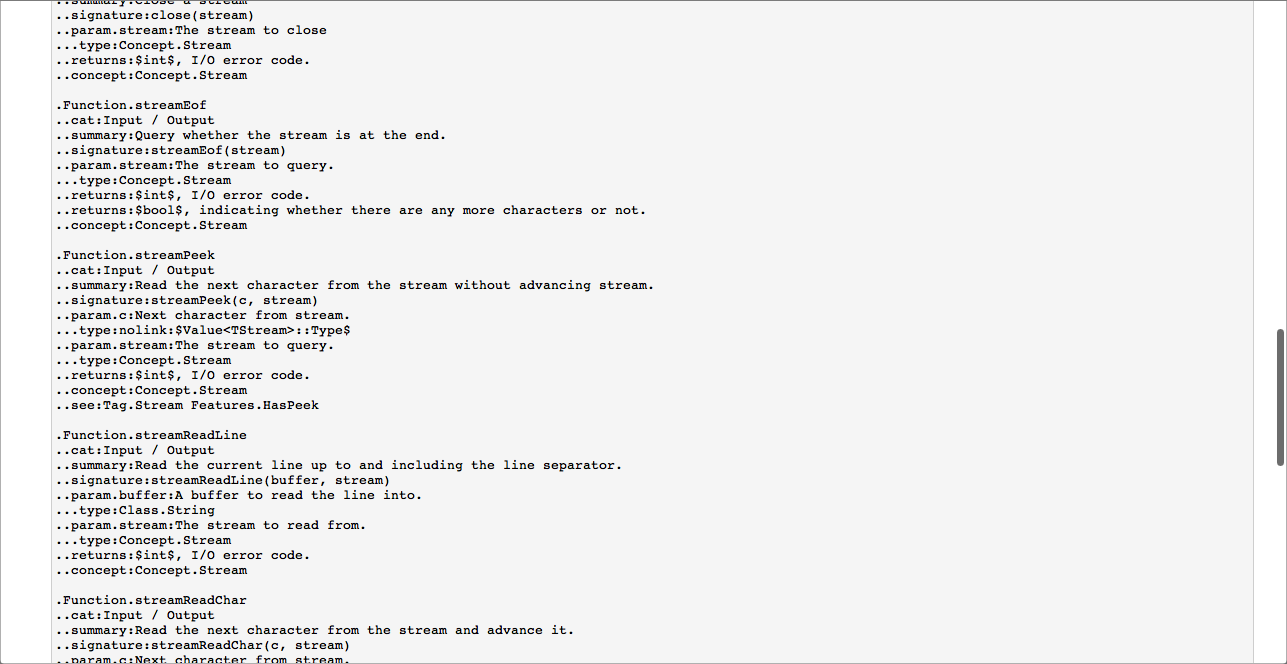 ..summary:Close a stream
..signature:close(stream)
..param.stream:The stream to close
...type:Concept.Stream
..returns:$int$, I/O error code.
..concept:Concept.Stream
.Function.streamEof
..cat:Input / Output
..summary:Query whether the stream is at the end.
..signature:streamEof(stream)
..param.stream:The stream to query.
...type:Concept.Stream
..returns:$int$, I/O error code.
..returns:$bool$, indicating whether there are any more characters or not.
..concept:Concept.Stream
.Function.streamPeek
..cat:Input / Output
..summary:Read the next character from the stream without advancing stream.
..signature:streamPeek(c, stream)
..param.c:Next character from stream.
...type:nolink:$Value<TStream>::Type$
..param.stream:The stream to query.
...type:Concept.Stream
..returns:$int$, I/O error code.
..concept:Concept.Stream
..see:Tag.Stream Features.HasPeek
.Function.streamReadLine
..cat:Input / Output
..summary:Read the current line up to and including the line separator.
..signature:streamReadLine(buffer, stream)
..param.buffer:A buffer to read the line into.
...type:Class.String
..param.stream:The stream to read from.
...type:Concept.Stream
..returns:$int$, I/O error code.
..concept:Concept.Stream
.Function.streamReadChar
..cat:Input / Output
..summary:Read the next character from the stream and advance it.
..signature:streamReadChar(c, stream)
..param.c:Next character from stream.